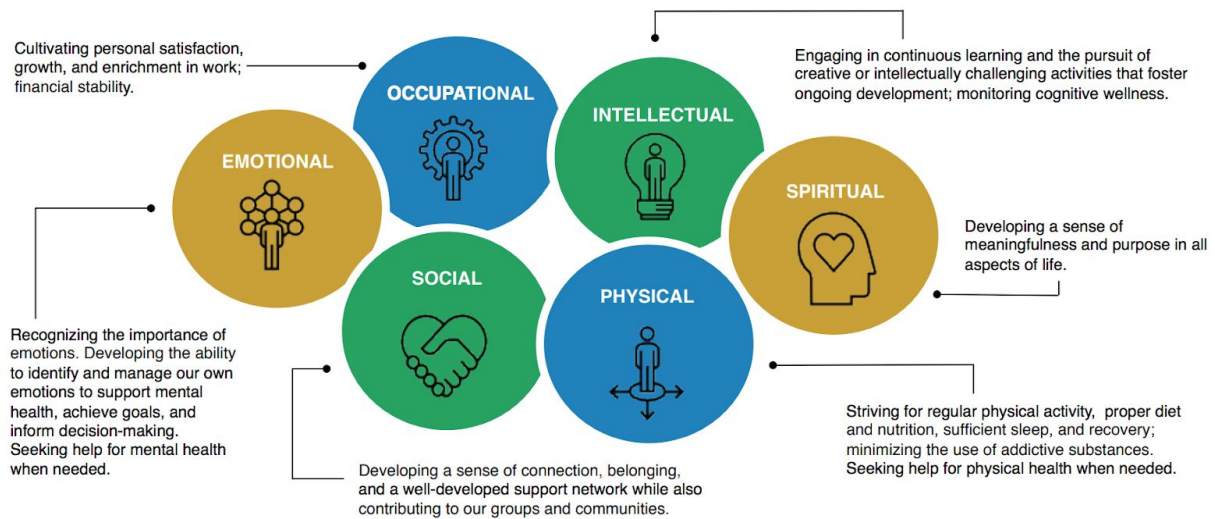 Cultivating personal satisfaction,
growth, and enrichment in work;
financial stability.
OCCUPATIONAL
INTELLECTUAL
Engaging in continuous learning and the pursuit of
creative or intellectually challenging activities that foster
ongoing development; monitoring cognitive wellness.
EMOTIONAL
SPIRITUAL
Developing a sense of
meaningfulness and purpose in all
aspects of life.
SOCIAL
PHYSICAL
Recognizing the importance of
emotions. Developing the ability
to identify and manage our own
emotions to support mental
health, achieve goals, and
inform decision-making.
Seeking help for mental health
when needed.
Developing a sense of connection, belonging,
and a well-developed support network while also
contributing to our groups and communities.
Striving for regular physical activity, proper diet
and nutrition, sufficient sleep, and recovery;
minimizing the use of addictive substances.
Seeking help for physical health when needed.